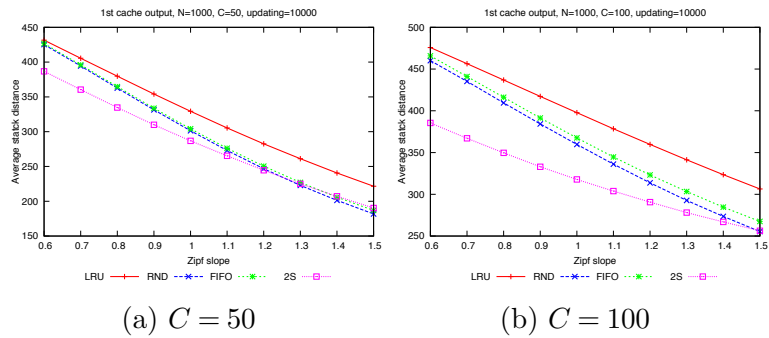 1st cache output, N=1000, C=50, updating=10000
450
400
350
300
250
200
150
0.6 0.7 0.8 0.9 1 1.1 1.2 1.3 1.4 1.5
Average statck distance
Zipf slope
LRU RND FIFO 2S
(a) C = 50
1st cache output, N=1000, C=100, updating=10000
500
450
400
350
300
250
0.6 0.7 0.8 0.9 1 1.1 1.2 1.3 1.4 1.5
Average statck distance
Zipf slope
LRU RND FIFO 2S
(b) C = 100